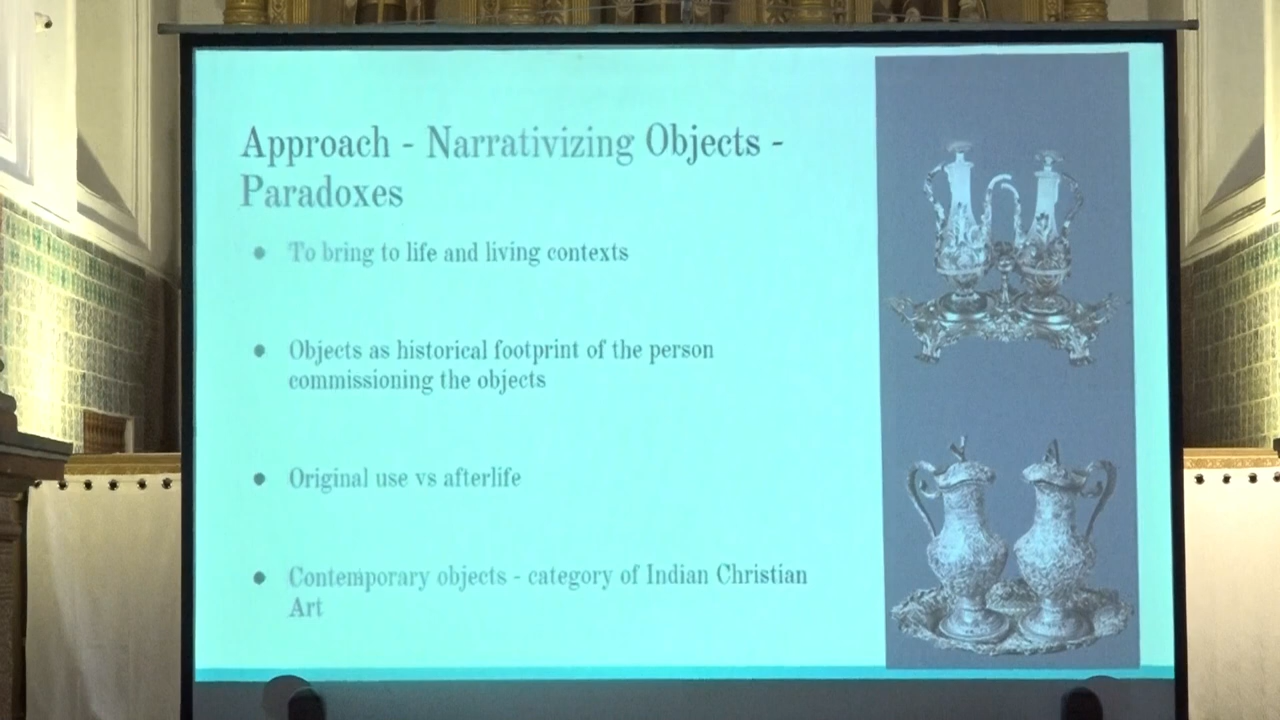 Approach - Narrativizing Objects -
Paradoxes
To bring to life and living contexts
Objects as historical footprint of the person
commissioning the objects
Original use vs afterlife
Contemporary objects - category of Indian Christian
Art